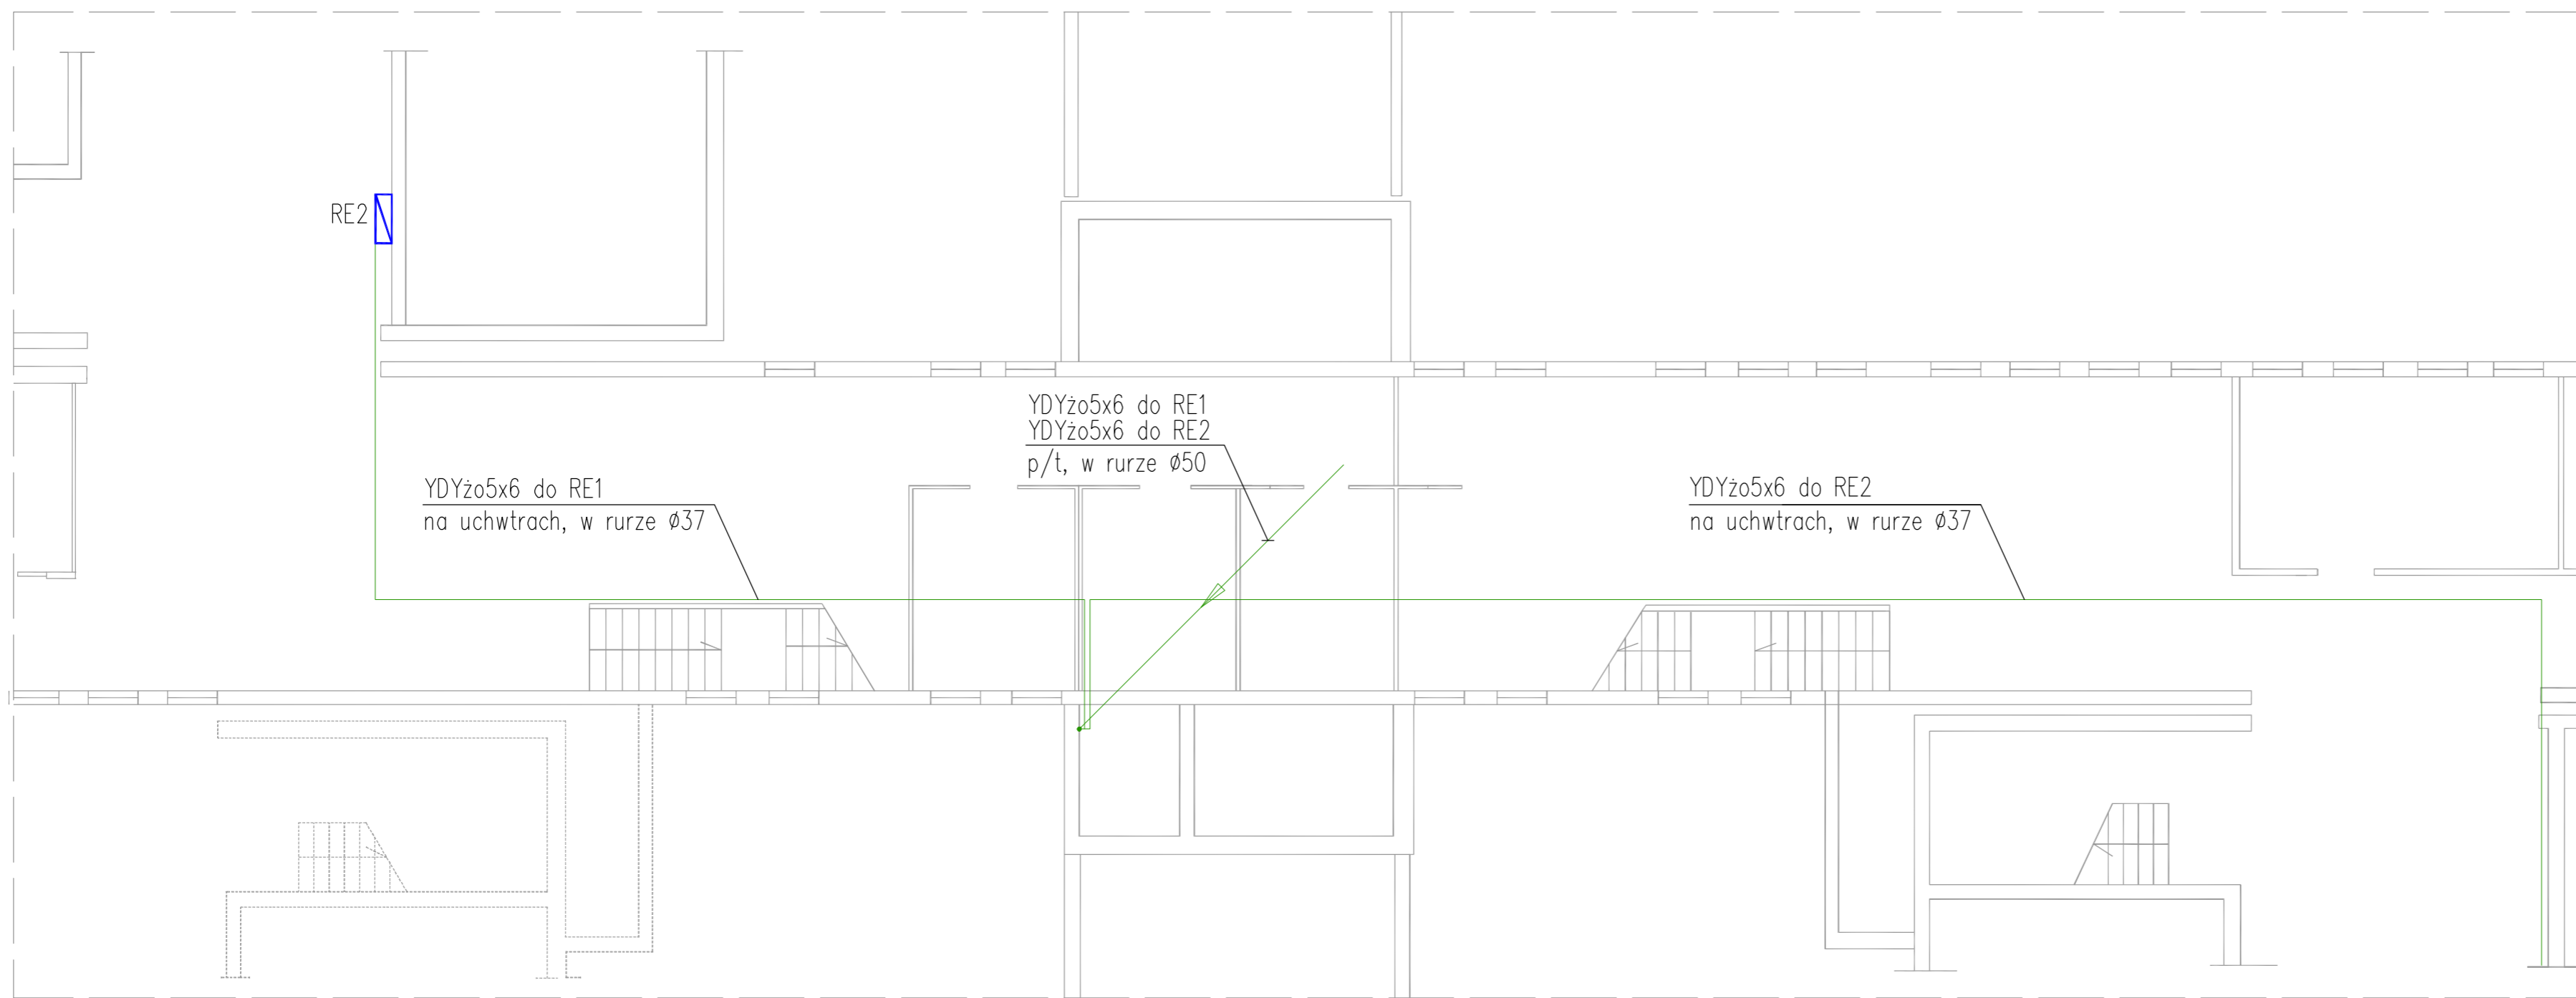 RE2
YDYżo5x6 do RE1
YDYżo5x6 do RE2
p/t, w rurze Ø50
YDYżo5x6 do RE1
na uchwtrach, w rurze Ø37
YDYżo5x6 do RE2
na uchwtrach, w rurze Ø37